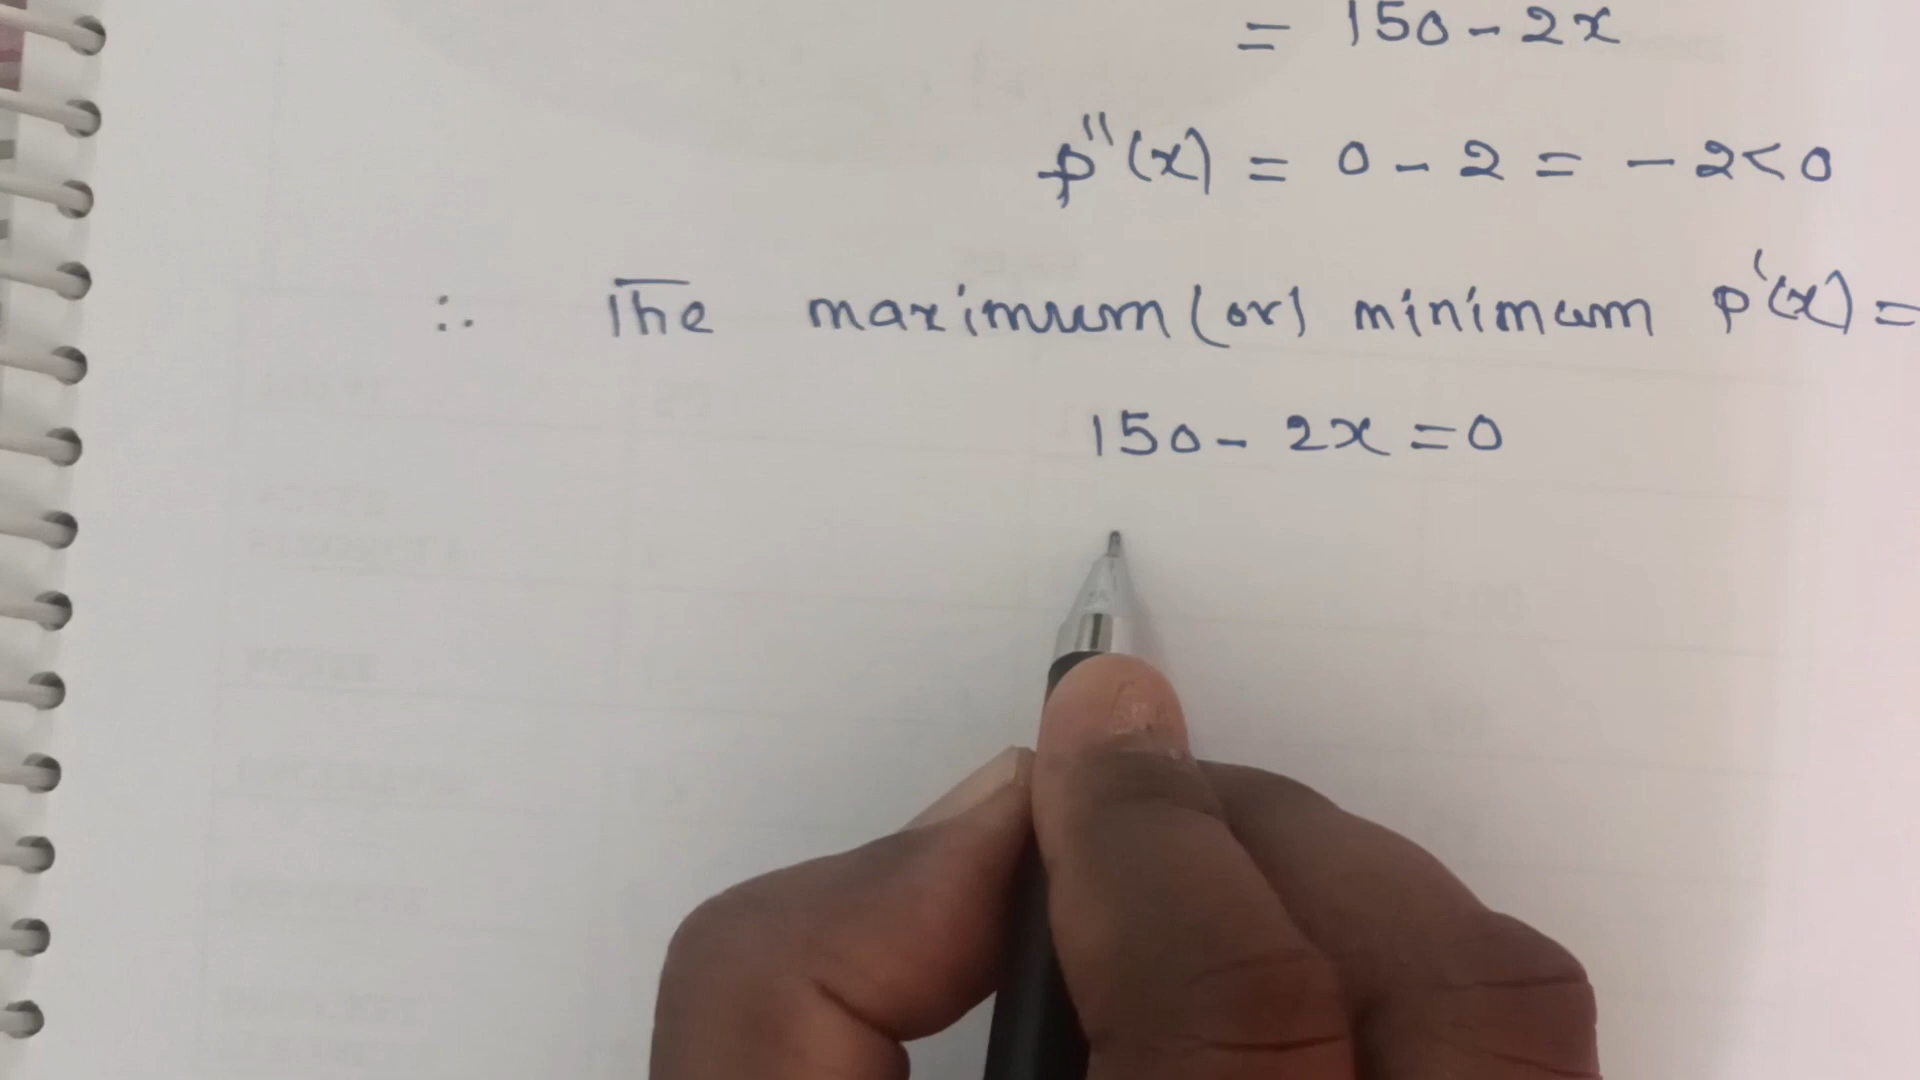 = 150 - 2x
p''(x) = 0 - 2 = - 2 < 0
∴ The maximum (or) minimum p'(x) =
150 - 2x = 0